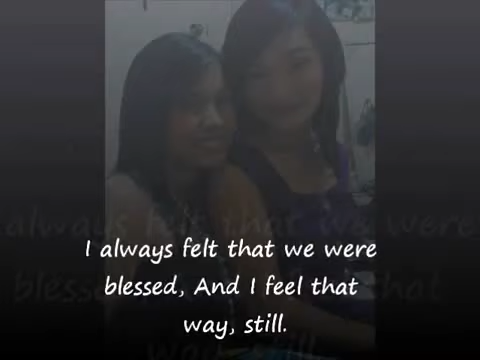 I always felt that we were
blessed, And I feel that
way, still.